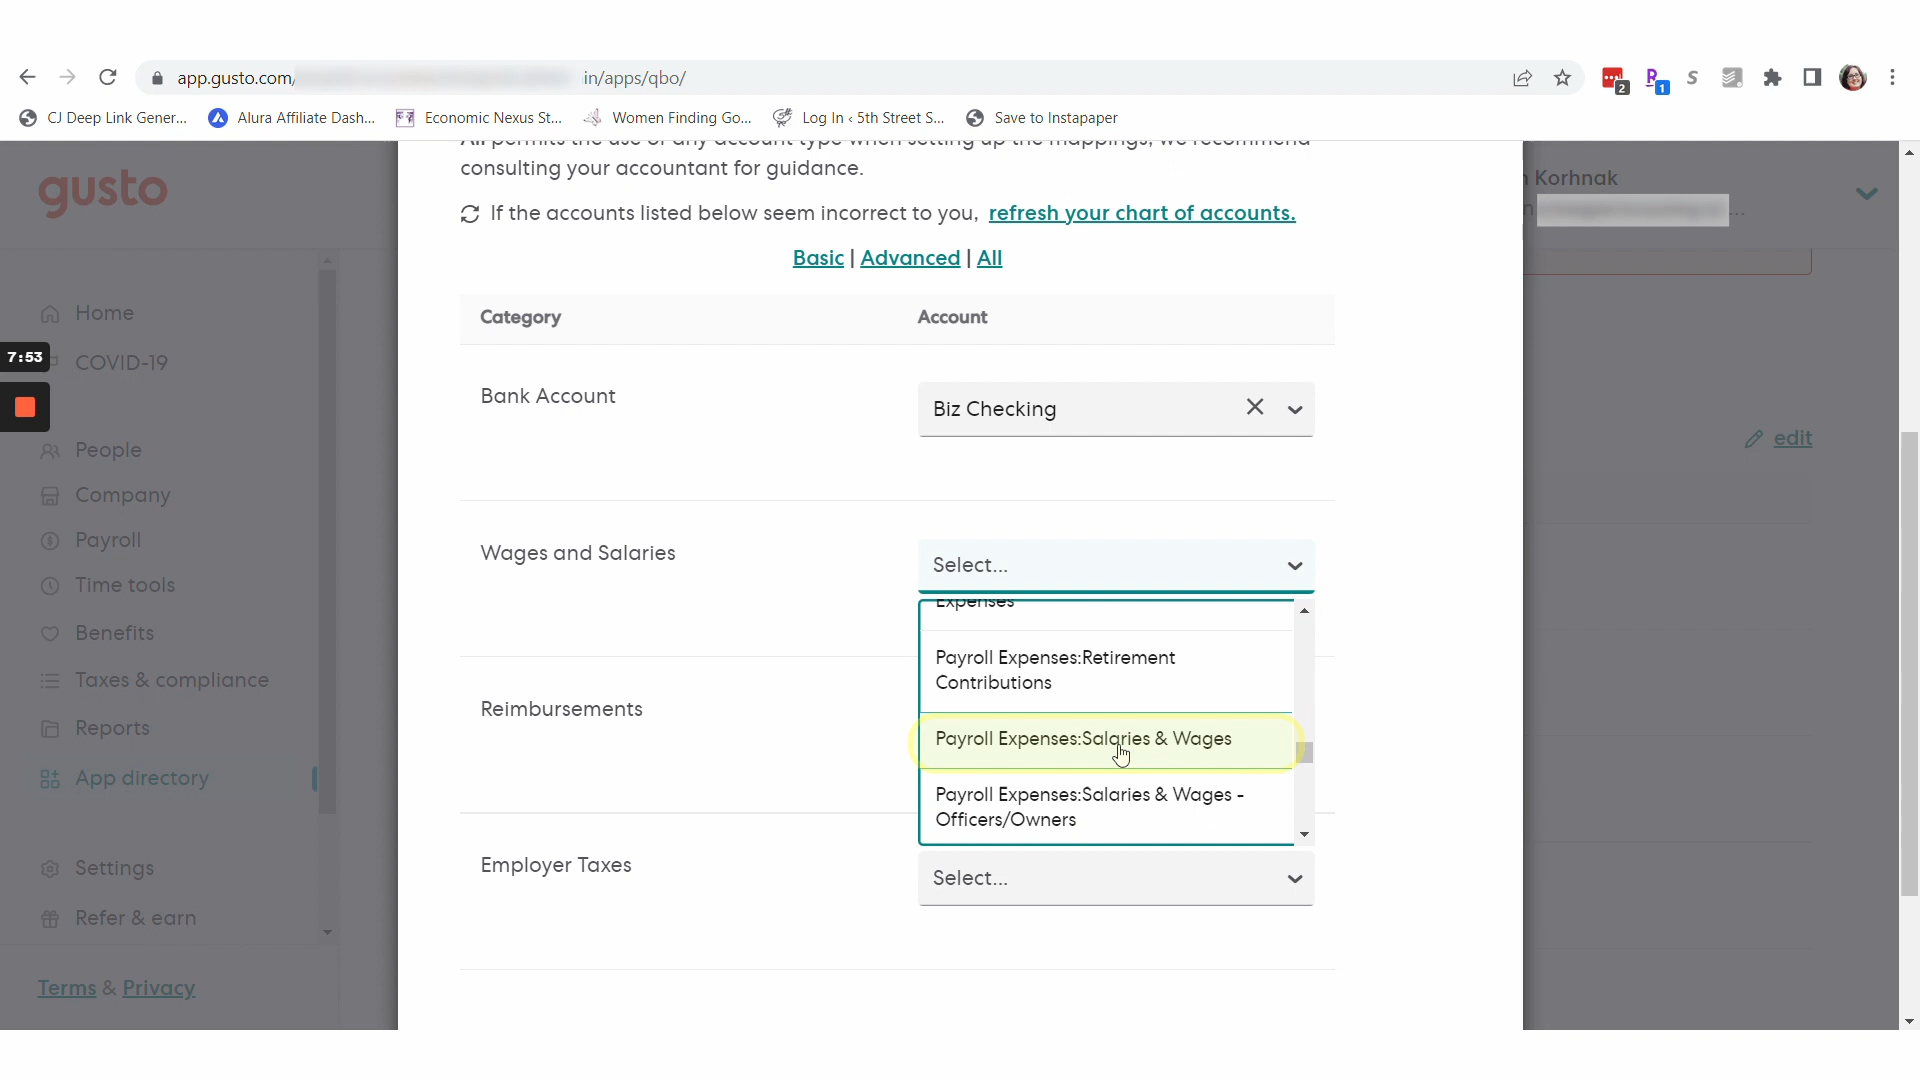 app.gusto.com/ in/apps/qbo/
2
1
CJ Deep Link Gener...
Alura Affiliate Dash...
Economic Nexus St...
Women Finding Go...
Log In ‹ 5th Street S...
Save to Instapaper
All permits the use of any account type when setting up the mappings, we recommend
consulting your accountant for guidance.
gusto
Korhnak
...
If the accounts listed below seem incorrect to you, refresh your chart of accounts.
Basic | Advanced | All
Home
Category
Account
7:53
COVID-19
Bank Account
Biz Checking
edit
People
Company
Payroll
Wages and Salaries
Select...
Time tools
Expenses
Benefits
Payroll Expenses:Retirement
Contributions
Taxes & compliance
Reimbursements
Reports
Payroll Expenses:Salaries & Wages
App directory
Payroll Expenses:Salaries & Wages -
Officers/Owners
Settings
Employer Taxes
Select...
Refer & earn
Terms & Privacy